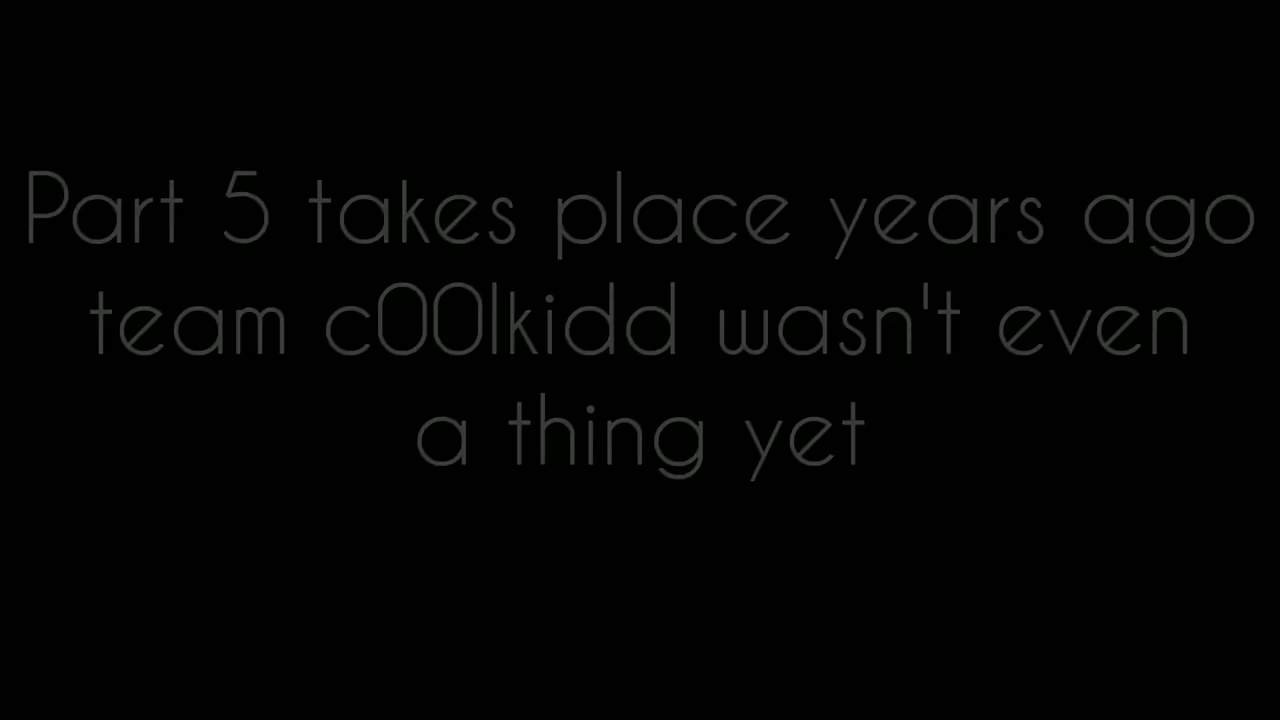 Part 5 takes place years ago
team c00lkidd wasn't even
a thing yet